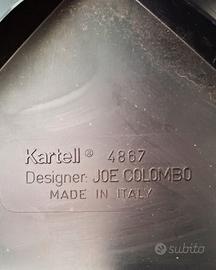 Kartell® 4867
Designer: JOE COLOMBO
MADE IN ITALY
subito